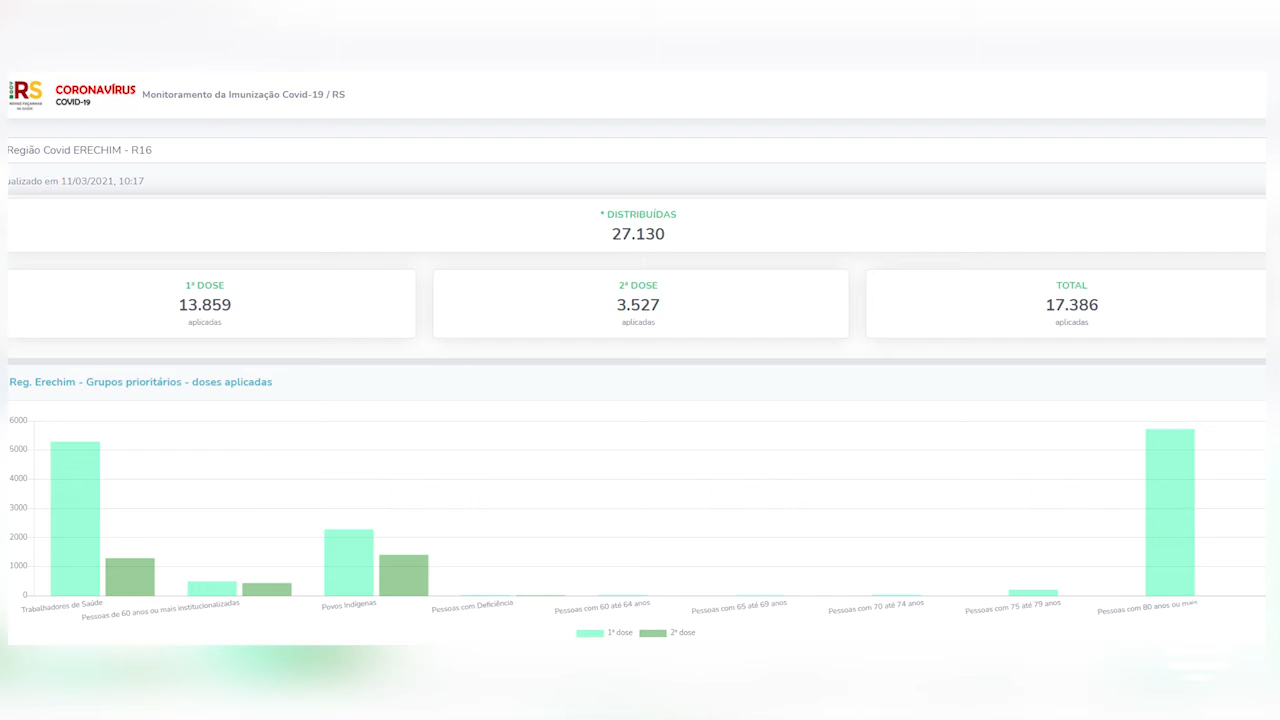 GOV
RS
NOVAS FAÇANHAS
NA SAÚDE
CORONAVÍRUS
COVID-19
Monitoramento da Imunização Covid-19 / RS
Região Covid ERECHIM - R16
ualizado em 11/03/2021, 10:17
* DISTRIBUÍDAS
27.130
1ª DOSE
13.859
aplicadas
2ª DOSE
3.527
aplicadas
TOTAL
17.386
aplicadas
Reg. Erechim - Grupos prioritários - doses aplicadas
6000
5000
4000
3000
2000
1000
0
Trabalhadores de Saúde
Pessoas de 60 anos ou mais institucionalizadas
Povos Indígenas
Pessoas com Deficiência
Pessoas com 60 até 64 anos
Pessoas com 65 até 69 anos
Pessoas com 70 até 74 anos
Pessoas com 75 até 79 anos
Pessoas com 80 anos ou mais
1ª dose
2ª dose